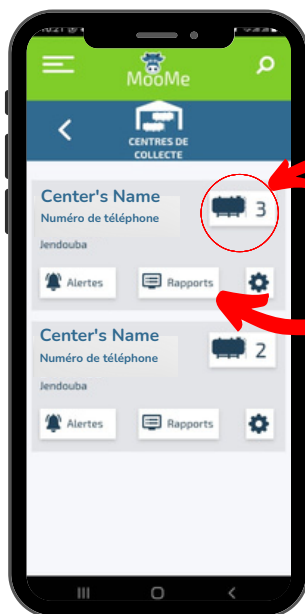 MooMe
CENTRES DE
COLLECTE
Center's Name
Numéro de téléphone
3
Jendouba
Alertes
Rapports
Center's Name
Numéro de téléphone
2
Jendouba
Alertes
Rapports